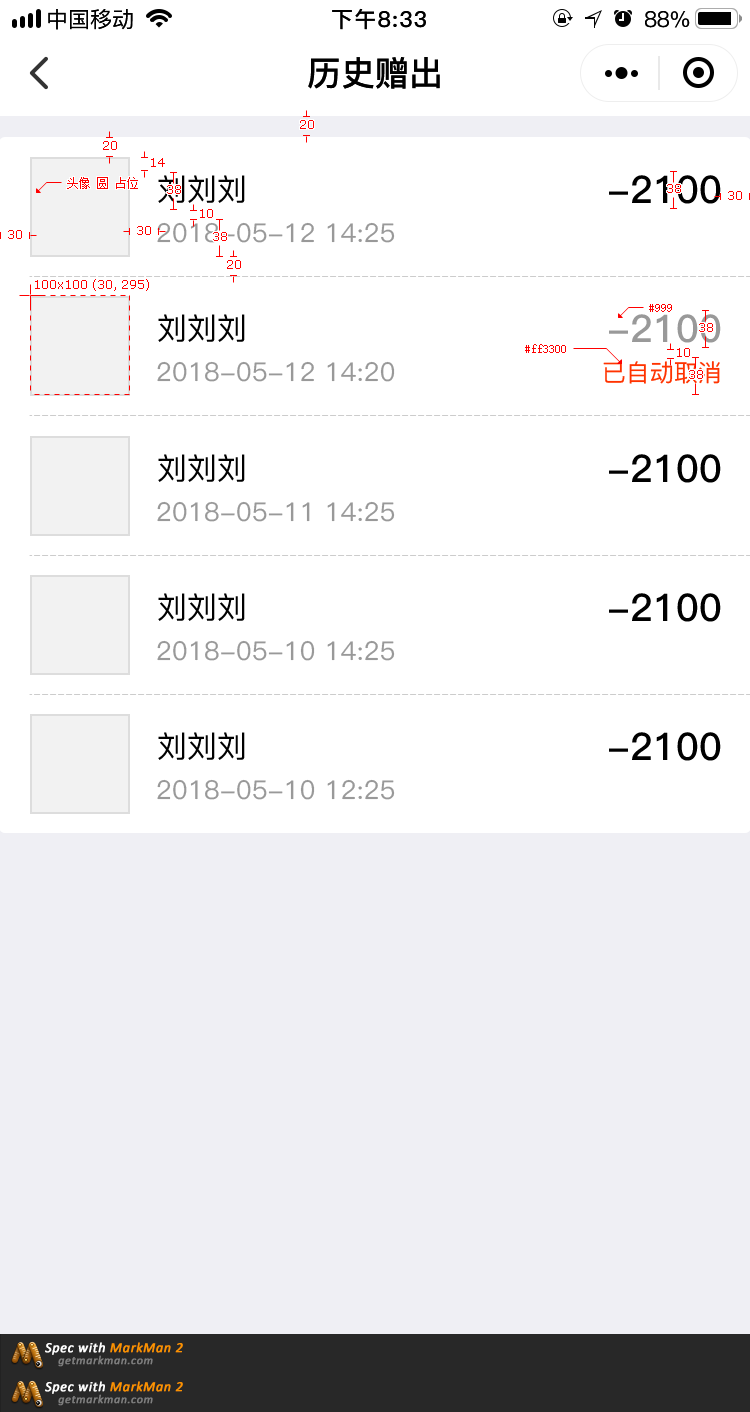 中国移动 下午8:33 88%
历史赠出
20
20
14
头像 圆 占位
刘刘刘 38 -2100 38
30
10
30 30 2018-05-12 14:25 38
20
100x100 (30, 295)
#999
刘刘刘 -2100 38
#ff3300 10
2018-05-12 14:20 已自动取消 38
刘刘刘 -2100
2018-05-11 14:25
刘刘刘 -2100
2018-05-10 14:25
刘刘刘 -2100
2018-05-10 12:25
Spec with MarkMan 2
getmarkman.com
Spec with MarkMan 2
getmarkman.com